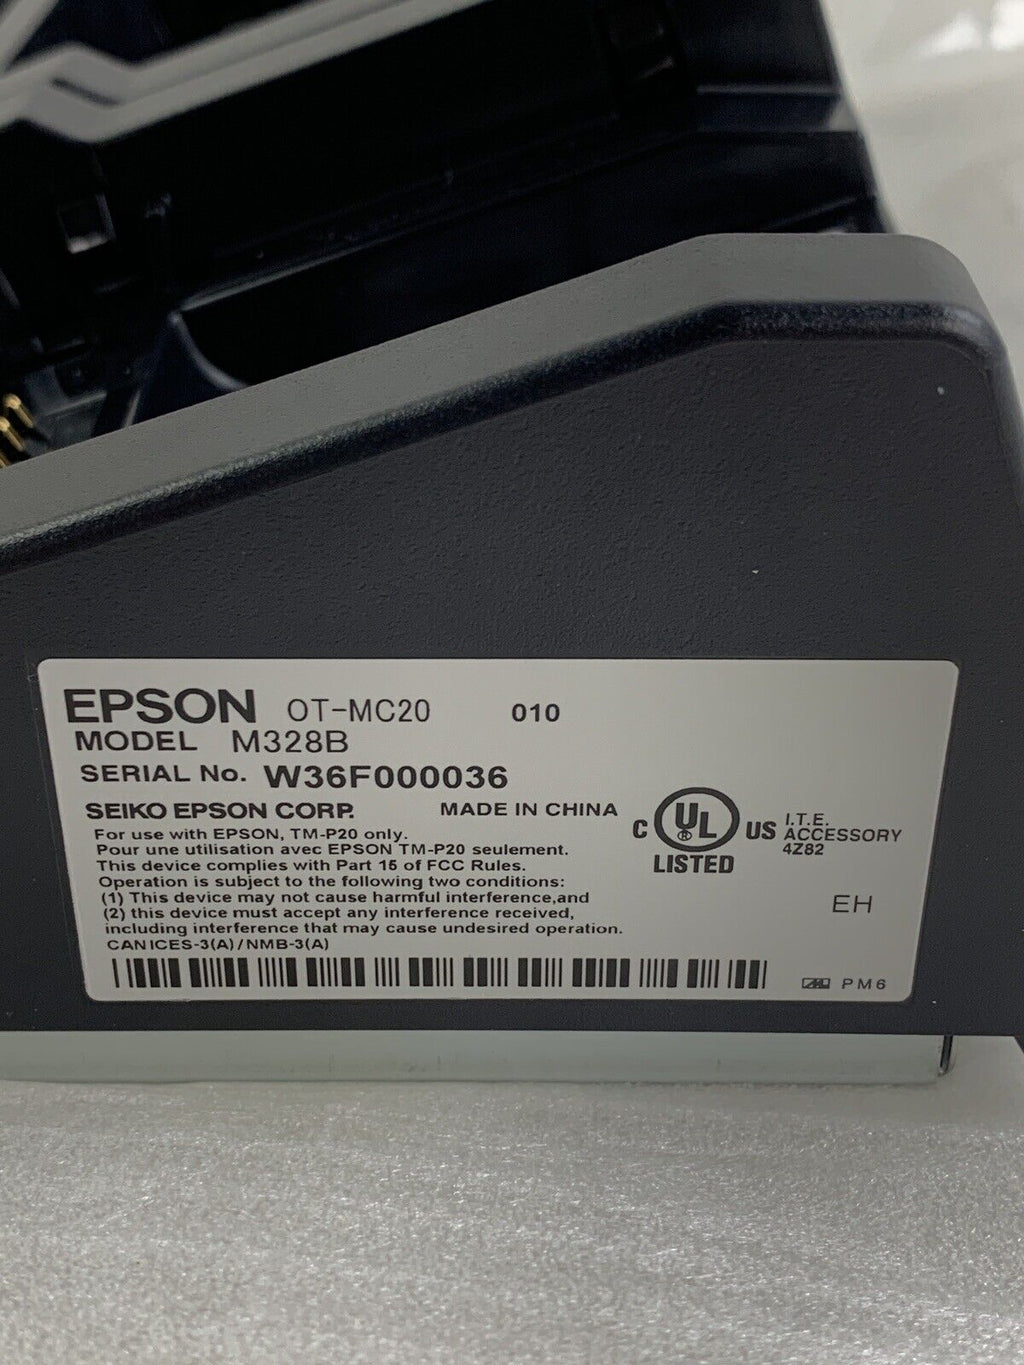 EPSON OT-MC20 010
MODEL M328B
SERIAL No. W36F000036
SEIKO EPSON CORP. MADE IN CHINA
For use with EPSON, TM-P20 only.
Pour une utilisation avec EPSON TM-P20 seulement.
This device complies with Part 15 of FCC Rules.
Operation is subject to the following two conditions:
(1) This device may not cause harmful interference,and
(2) this device must accept any interference received,
including interference that may cause undesired operation.
CAN ICES-3(A)/NMB-3(A)
C UL ® US
LISTED
I.T.E.
ACCESSORY
4Z82
EH
PM6